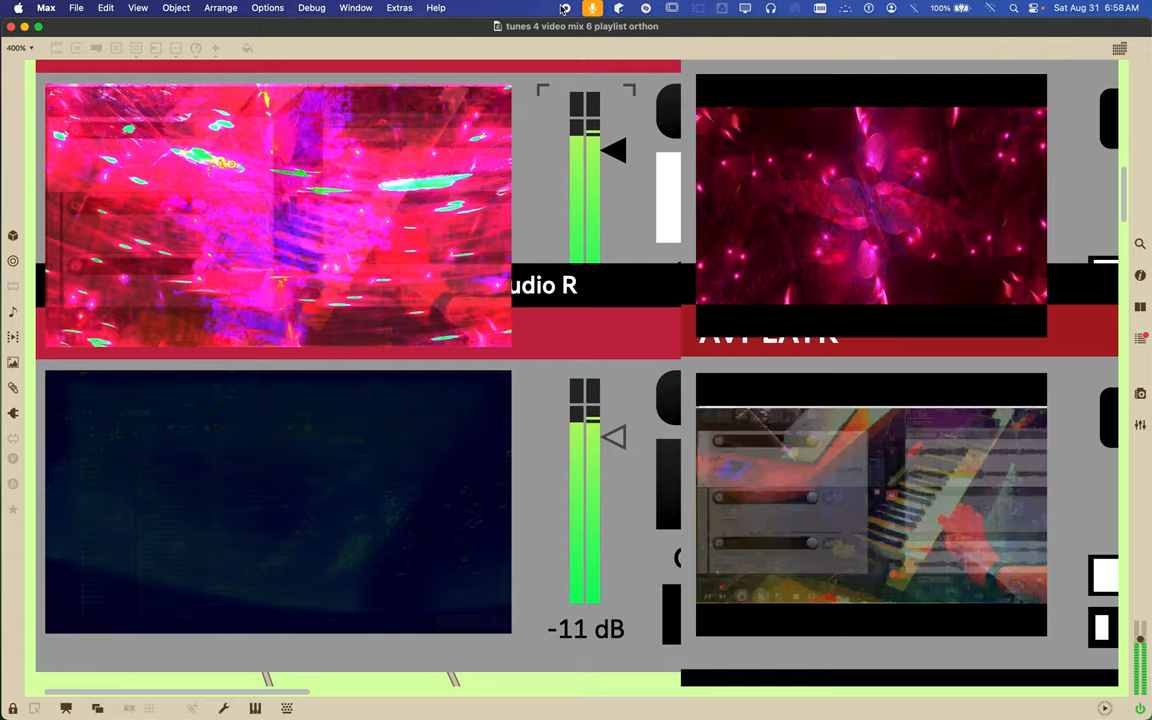 Max File Edit View Object Arrange Options Debug Window Extras Help 100% Sat Aug 31 6:58 AM
tunes 4 video mix 6 playlist orthon
400%
udio R
-11 dB